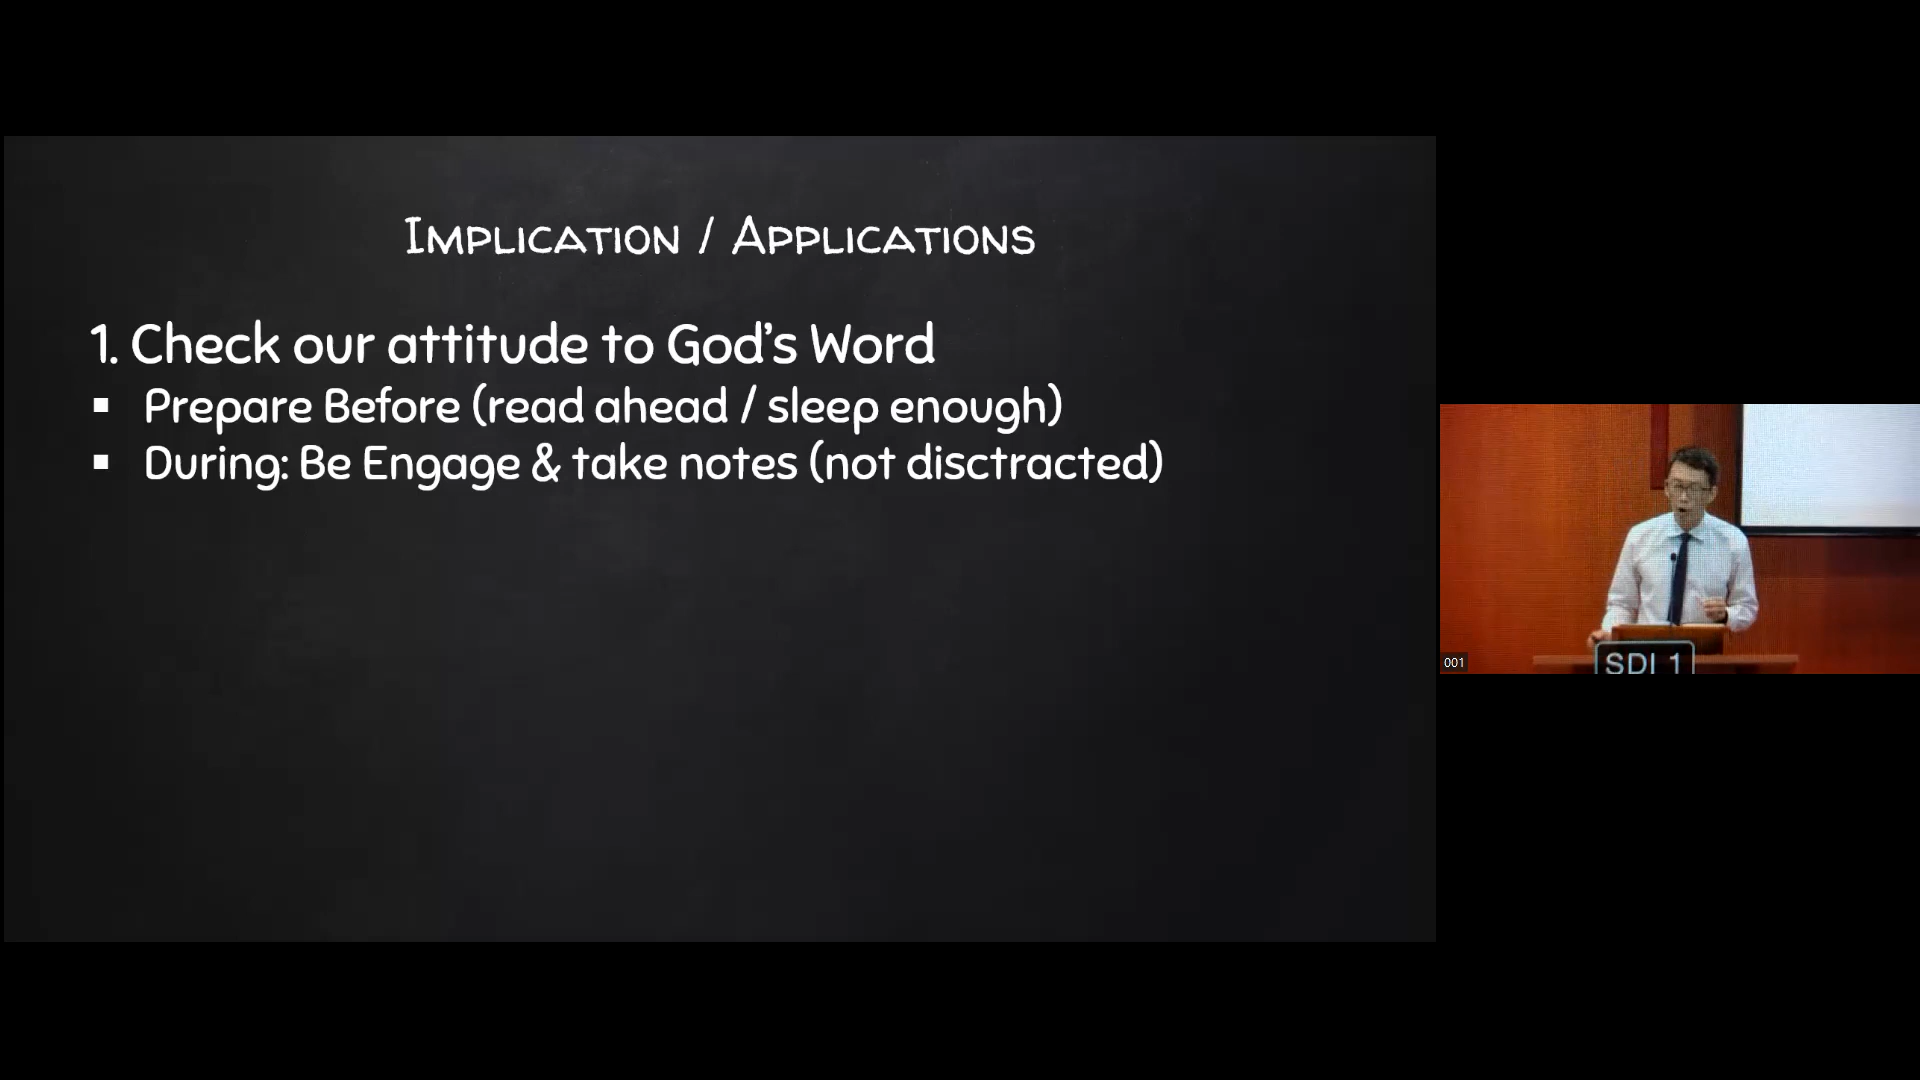 Implication / Applications
1. Check our attitude to God's Word
▪ Prepare Before (read ahead / sleep enough)
▪ During: Be Engage & take notes (not disctracted)
001
SDI 1